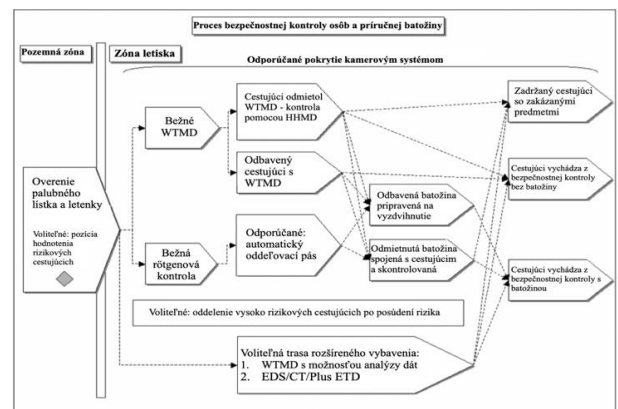 Proces bezpečnostnej kontroly osôb a príručnej batožiny
Pozemná zóna
Zóna letiska
Odporúčané pokrytie kamerovým systémom
Overenie
palubného
lístka a letenky
Voliteľné: pozícia
hodnotenia
rizikových
cestujúcich
Bežné
WTMD
Bežná
rötgenová
kontrola
Cestujúci odmietol
WTMD - kontrola
pomocou HHMD
Odbavený
cestujúci s
WTMD
Odporúčané:
automatický
oddeľovací pás
Odbavená batožina
pripravená na
vyzdvihnutie
Odmietnutá batožina
spojená s cestujúcim
a skontrolovaná
Zadržaný cestujúci
so zakázanými
predmetmi
Cestujúci vychádza z
bezpečnostnej kontroly
bez batožiny
Cestujúci vychádza z
bezpečnostnej kontroly s
batožinou
Voliteľné: oddelenie vysoko rizikových cestujúcich po posúdení rizika
Voliteľná trasa rozšíreného vybavenia:
1. WTMD s možnosťou analýzy dát
2. EDS/CT/Plus ETD